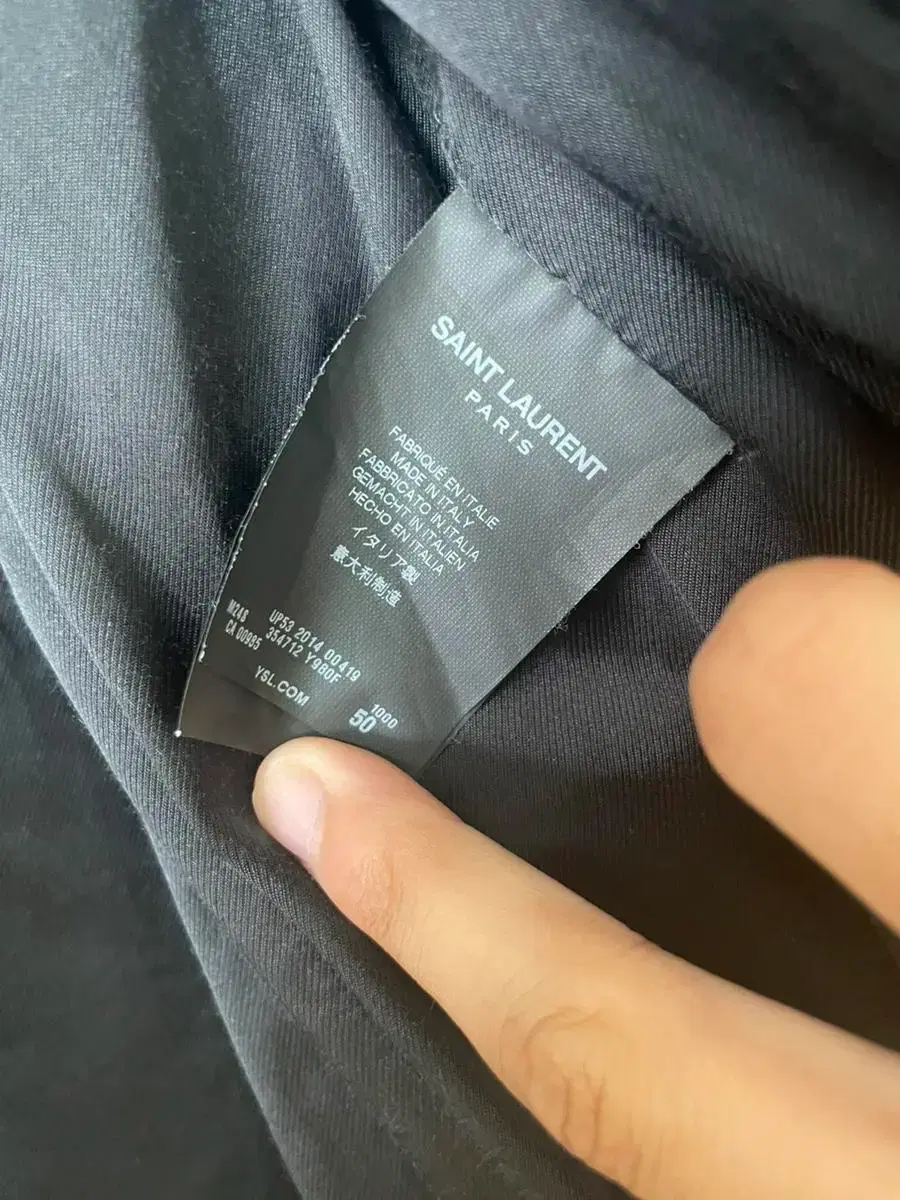 SAINT LAURENT
PARIS
FABRIQUÉ EN ITALIE
MADE IN ITALY
FABBRICATO IN ITALIA
GEMACHT IN ITALIEN
HECHO EN ITALIA
イタリア製
意大利制造
M24S UP53 2014 00419
CA 00985 354712 Y980F
YSL.COM
1000
50